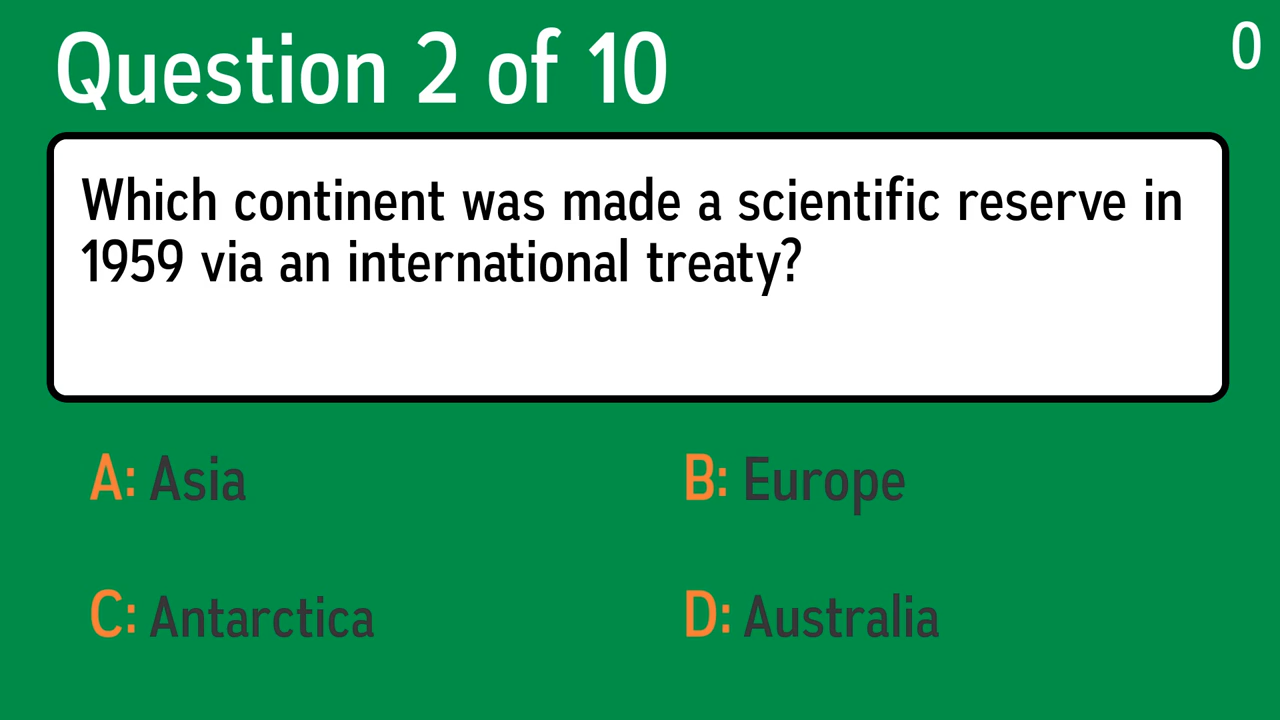 Question 2 of 10
0
Which continent was made a scientific reserve in
1959 via an international treaty?
A: Asia
B: Europe
C: Antarctica
D: Australia